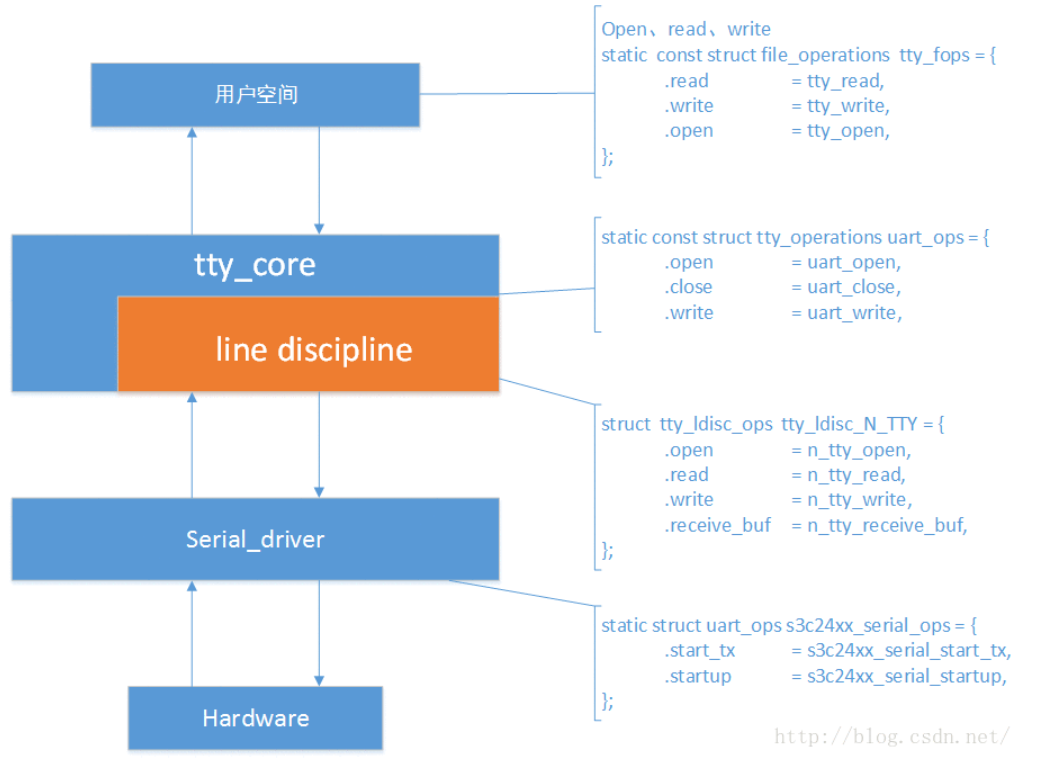 用户空间
tty_core
line discipline
Serial_driver
Hardware
Open、read、write
static const struct file_operations tty_fops = {
.read = tty_read,
.write = tty_write,
.open = tty_open,
};
static const struct tty_operations uart_ops = {
.open = uart_open,
.close = uart_close,
.write = uart_write,
struct tty_ldisc_ops tty_ldisc_N_TTY = {
.open = n_tty_open,
.read = n_tty_read,
.write = n_tty_write,
.receive_buf = n_tty_receive_buf,
};
static struct uart_ops s3c24xx_serial_ops = {
.start_tx = s3c24xx_serial_start_tx,
.startup = s3c24xx_serial_startup,
};
http://blog.csdn.net/